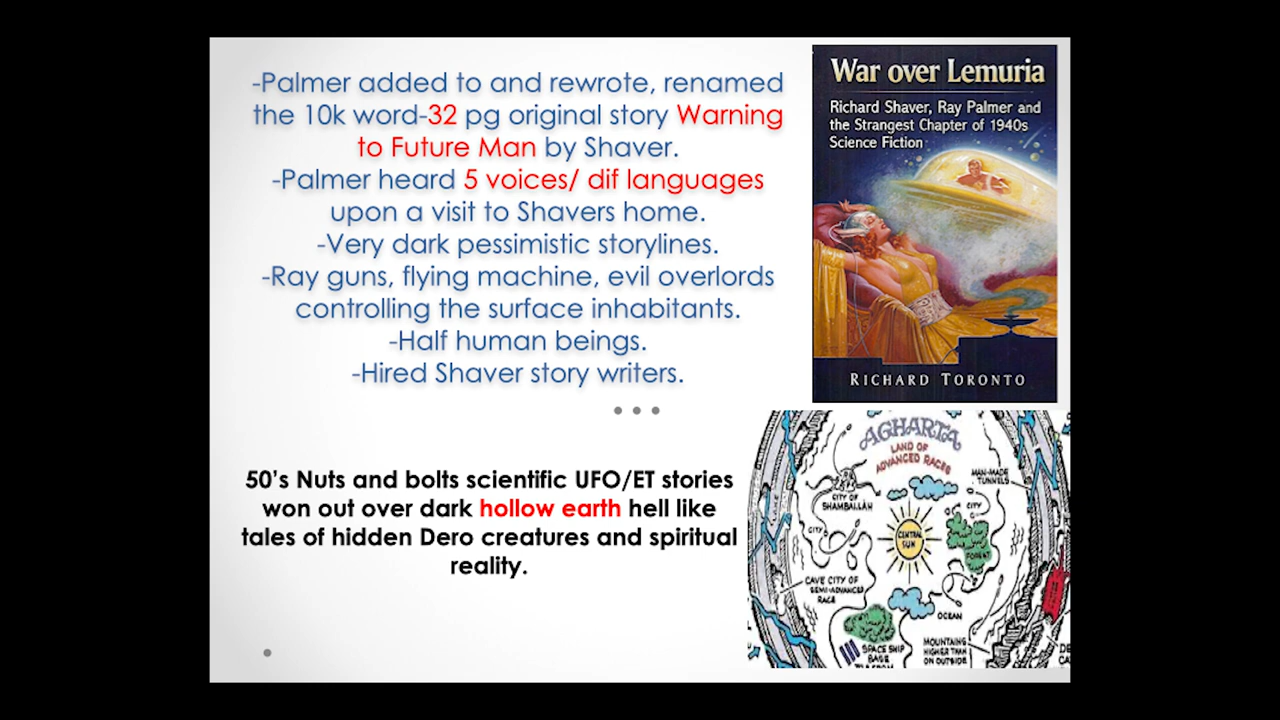 -Palmer added to and rewrote, renamed
the 10k word-32 pg original story Warning
to Future Man by Shaver.
-Palmer heard 5 voices/ dif languages
upon a visit to Shavers home.
-Very dark pessimistic storylines.
-Ray guns, flying machine, evil overlords
controlling the surface inhabitants.
-Half human beings.
-Hired Shaver story writers.
50's Nuts and bolts scientific UFO/ET stories
won out over dark hollow earth hell like
tales of hidden Dero creatures and spiritual
reality.
War over Lemuria
Richard Shaver, Ray Palmer and
the Strangest Chapter of 1940s
Science Fiction
RICHARD TORONTO
AGHARTA
LAND OF
ADVANCED RACES
MAN-MADE
TUNNELS
CITY OF
SHAMBALLAH
CITY
CITY
CENTRAL
SUN
FOREST
CAVE CITY OF
SEMI-ADVANCED
RACE
OCEAN
SPACE SHIP
BASE
MOUNTAINS
HIGHER THAN
ON OUTSIDE